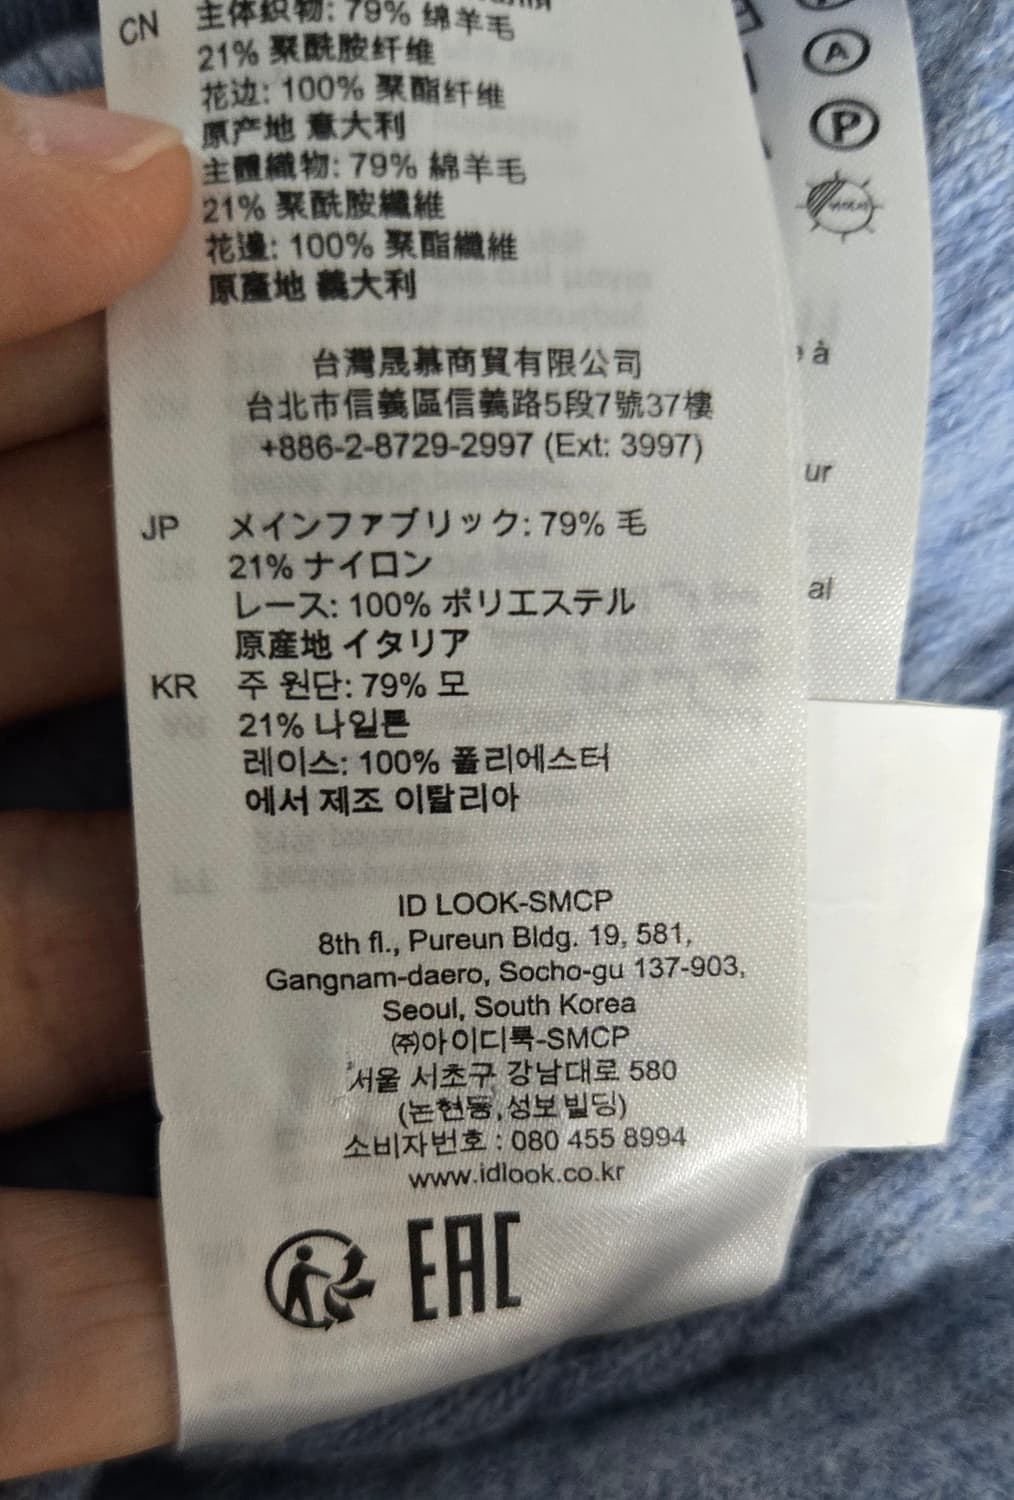 CN 主体织物: 79% 绵羊毛
21% 聚酰胺纤维
花边: 100% 聚酯纤维
原产地 意大利
主體織物: 79% 綿羊毛
21% 聚酰胺纖維
花邊: 100% 聚酯纖維
原產地 義大利
台灣晟慕商貿有限公司
台北市信義區信義路5段7號37樓
+886-2-8729-2997 (Ext: 3997)
JP メインファブリック: 79% 毛
21% ナイロン
レース: 100% ポリエステル
原産地 イタリア
KR 주 원단: 79% 모
21% 나일론
레이스: 100% 폴리에스터
에서 제조 이탈리아
ID LOOK-SMCP
8th fl., Pureun Bldg. 19, 581,
Gangnam-daero, Socho-gu 137-903,
Seoul, South Korea
㈜아이디룩-SMCP
서울 서초구 강남대로 580
(논현동,성보빌딩)
소비자번호 : 080 455 8994
www.idlook.co.kr
EAC
A
P
à
ur
al